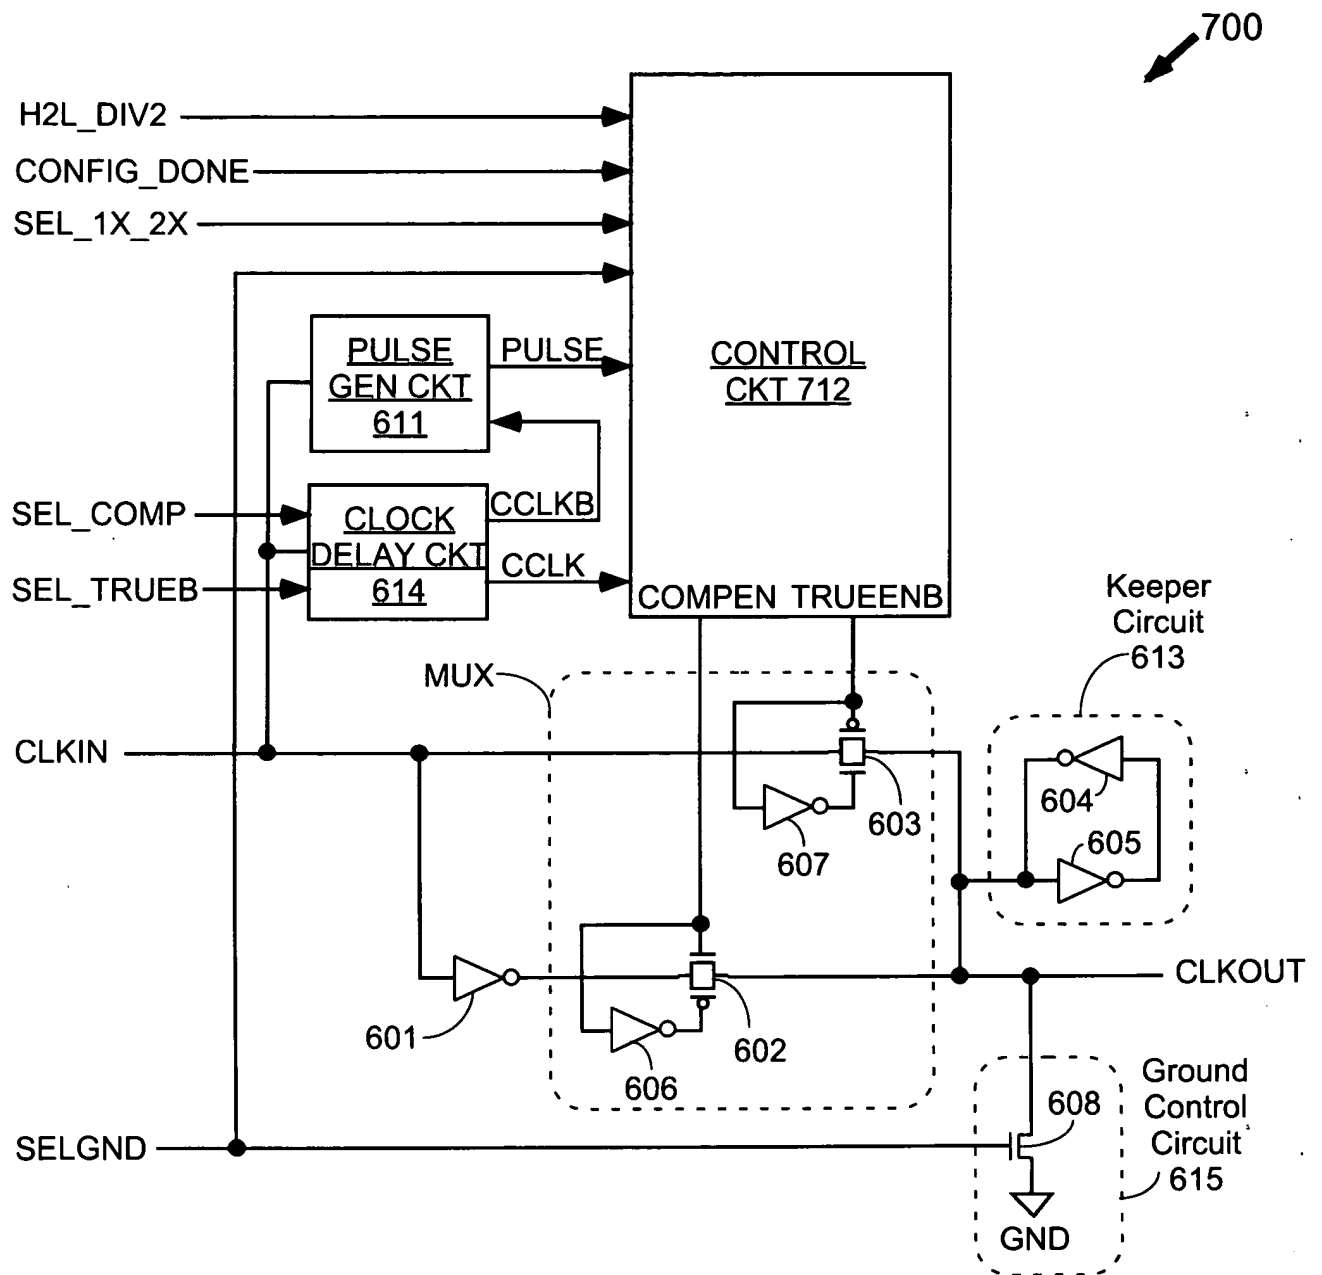 700
H2L_DIV2
CONFIG_DONE
SEL_1X_2X
PULSE
GEN CKT
611
PULSE
CONTROL
CKT 712
SEL_COMP
CLOCK
DELAY CKT
614
CCLKB
CCLK
SEL_TRUEB
COMPEN TRUEENB
Keeper
Circuit
613
MUX
CLKIN
604
603
607
605
CLKOUT
601
602
606
Ground
Control
Circuit
615
608
SELGND
GND